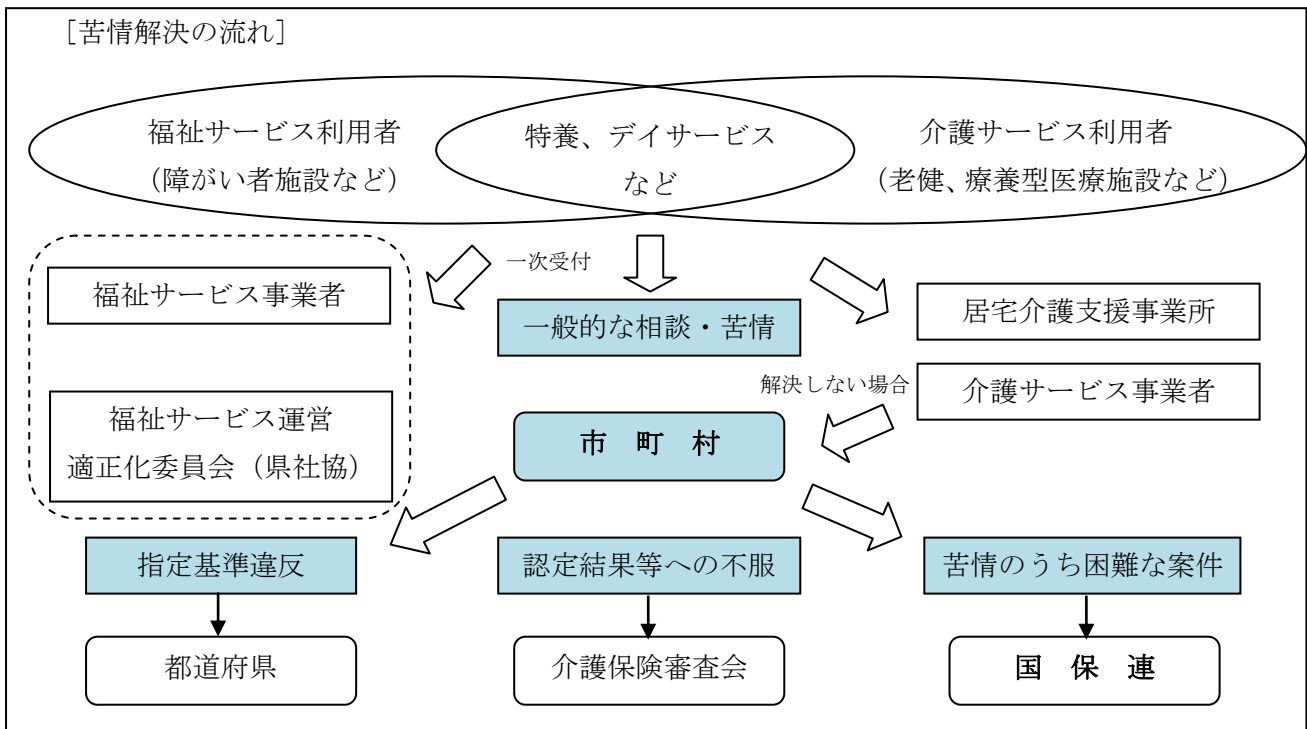 ［苦情解決の流れ］
福祉サービス利用者
（障がい者施設など）
特養、デイサービス
など
介護サービス利用者
（老健、療養型医療施設など）
一次受付
福祉サービス事業者
一般的な相談・苦情
居宅介護支援事業所
解決しない場合
介護サービス事業者
福祉サービス運営
適正化委員会（県社協）
市　町　村
指定基準違反
認定結果等への不服
苦情のうち困難な案件
都道府県
介護保険審査会
国　保　連